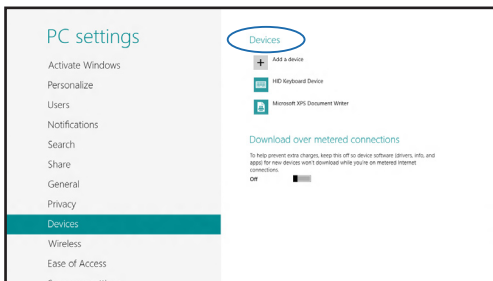 PC settings
Activate Windows
Personalize
Users
Notifications
Search
Share
General
Privacy
Devices
Wireless
Ease of Access
Devices
Add a device
HID Keyboard Device
Microsoft XPS Document Writer
Download over metered connections
To help prevent extra charges, keep this off so device software (drivers, info, and
apps) for new devices won't download while you're on metered Internet
connections.
Off